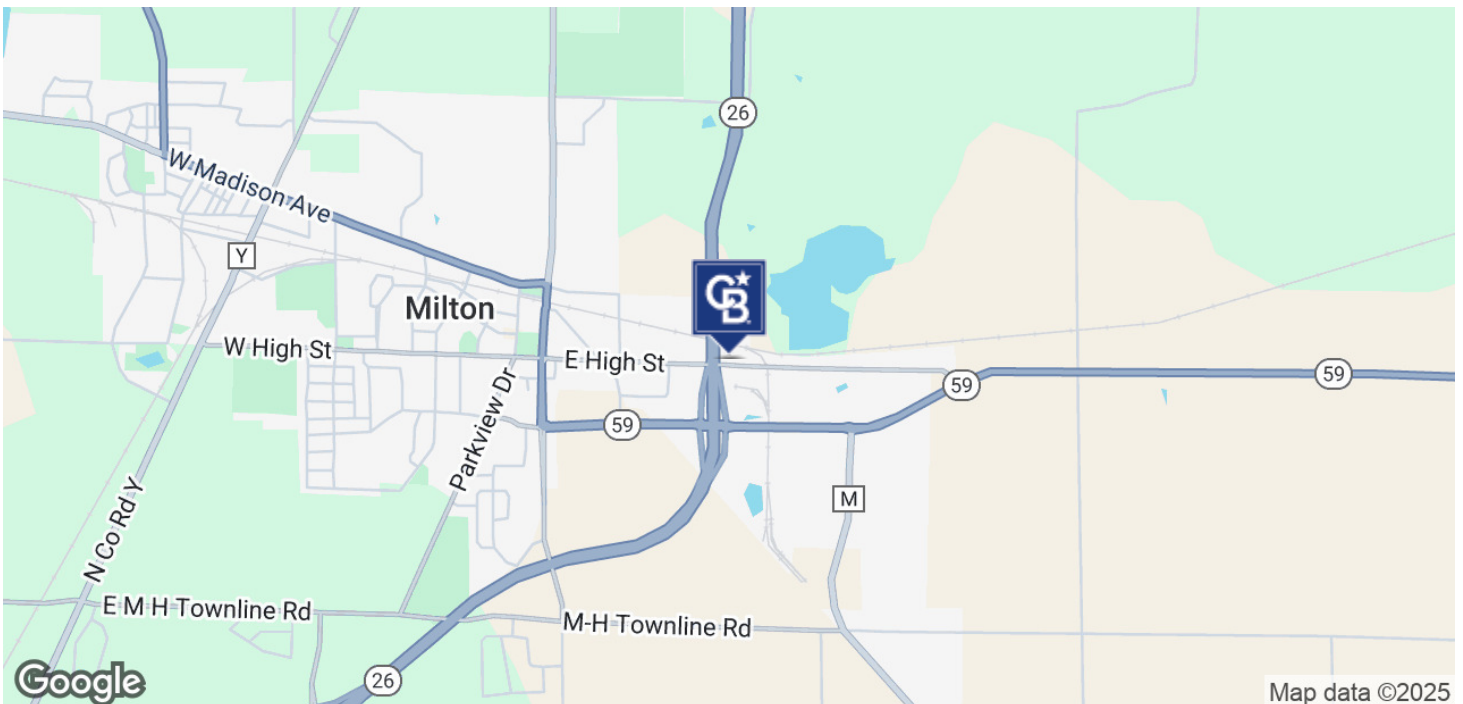 26
W Madison Ave
Y
Milton
CB
W High St
E High St
59
59
59
Parkview Dr
M
N Co Rd Y
E M H Townline Rd
M-H Townline Rd
26
Google
Map data ©2025